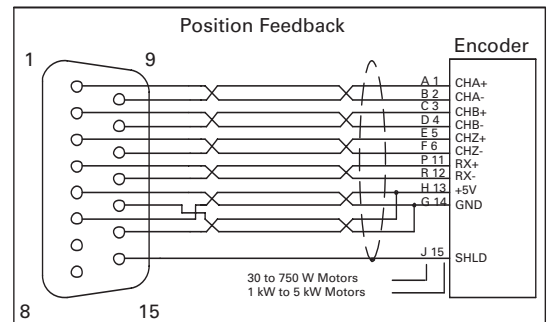 Position Feedback
Encoder
1
9
A 1 CHA+
B 2 CHA-
C 3 CHB+
D 4 CHB-
E 5 CHZ+
F 6 CHZ-
P 11 RX+
R 12 RX-
H 13 +5V
G 14 GND
J 15 SHLD
30 to 750 W Motors
1 kW to 5 kW Motors
8
15